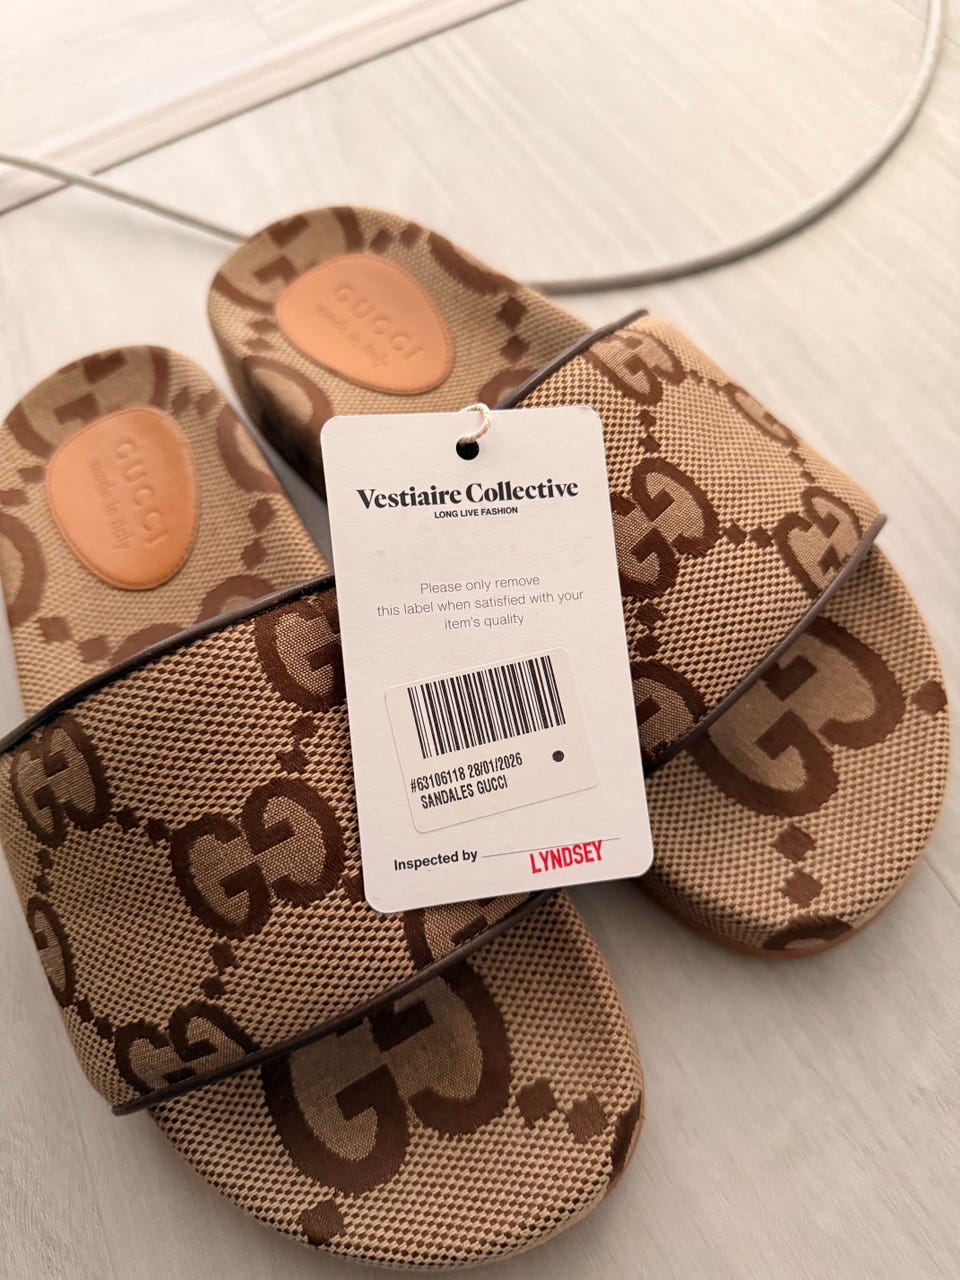 GUCCI
made in italy
GUCCI
made in italy
Vestiaire Collective
LONG LIVE FASHION
Please only remove
this label when satisfied with your
item's quality
#63106118 28/01/2026
SANDALES GUCCI
Inspected by LYNDSEY